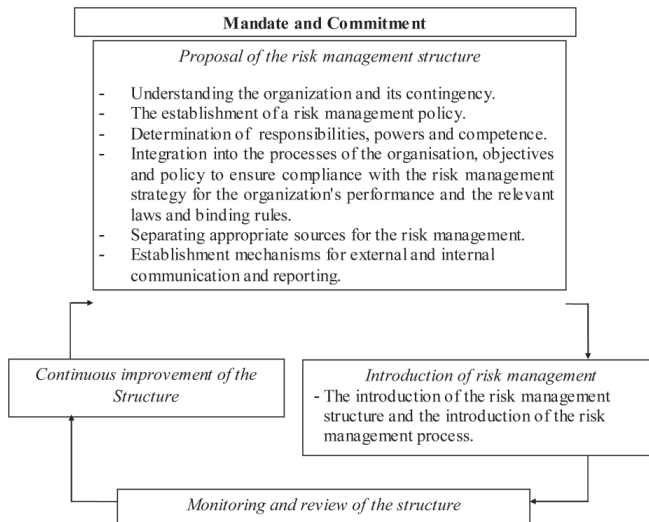 Mandate and Commitment
Proposal of the risk management structure
- Understanding the organization and its contingency.
- The establishment of a risk management policy.
- Determination of responsibilities, powers and competence.
- Integration into the processes of the organisation, objectives
and policy to ensure compliance with the risk management
strategy for the organization's performance and the relevant
laws and binding rules.
- Separating appropriate sources for the risk management.
- Establishment mechanisms for external and internal
communication and reporting.
Continuous improvement of the
Structure
Introduction of risk management
- The introduction of the risk management
structure and the introduction of the risk
management process.
Monitoring and review of the structure